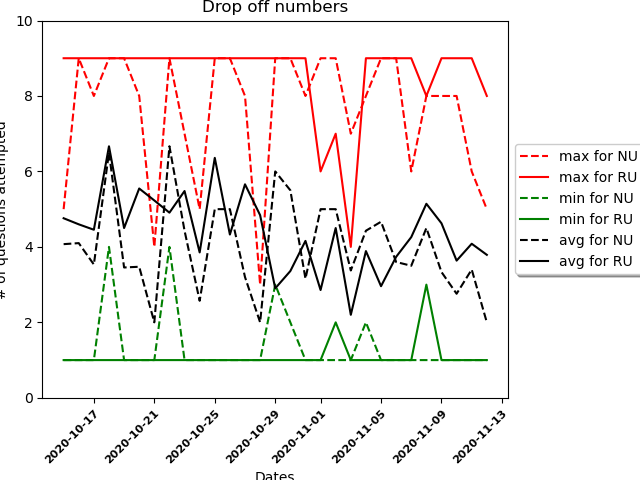 Drop off numbers
# of questions attempted
10
8
6
4
2
0
2020-10-17
2020-10-21
2020-10-25
2020-10-29
2020-11-01
2020-11-05
2020-11-09
2020-11-13
Dates
max for NU
max for RU
min for NU
min for RU
avg for NU
avg for RU